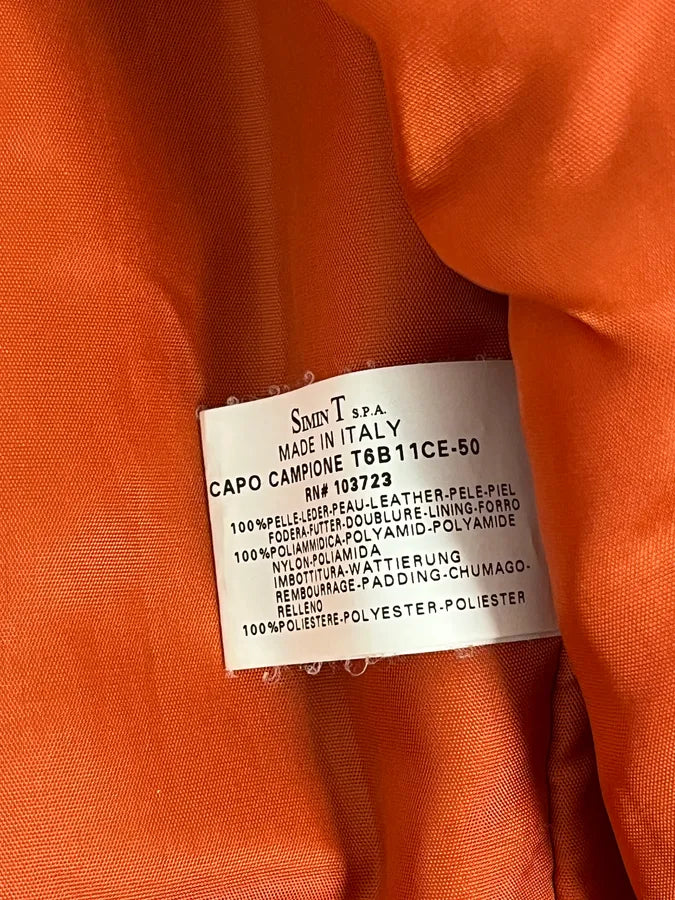 SIMIN T S.P.A.
MADE IN ITALY
CAPO CAMPIONE T6B11CE-50
RN# 103723
100%PELLE-LEDER-PEAU-LEATHER-PELE-PIEL
FODERA-FUTTER-DOUBLURE-LINING-FORRO
100%POLIAMMIDICA-POLYAMID-POLYAMIDE
NYLON-POLIAMIDA
IMBOTTITURA-WATTIERUNG
REMBOURRAGE-PADDING-CHUMAGO-
RELLENO
100%POLIESTERE-POLYESTER-POLIESTER